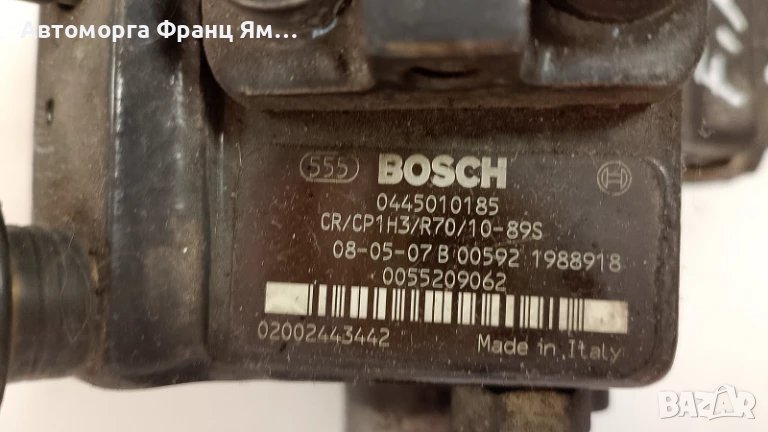 Автоморга Франц Ям...
555 BOSCH
0445010185
CR/CP1H3/R70/10-89S
08-05-07 B 00592 1988918
0055209062
02002443442 Made in Italy
BAZAR